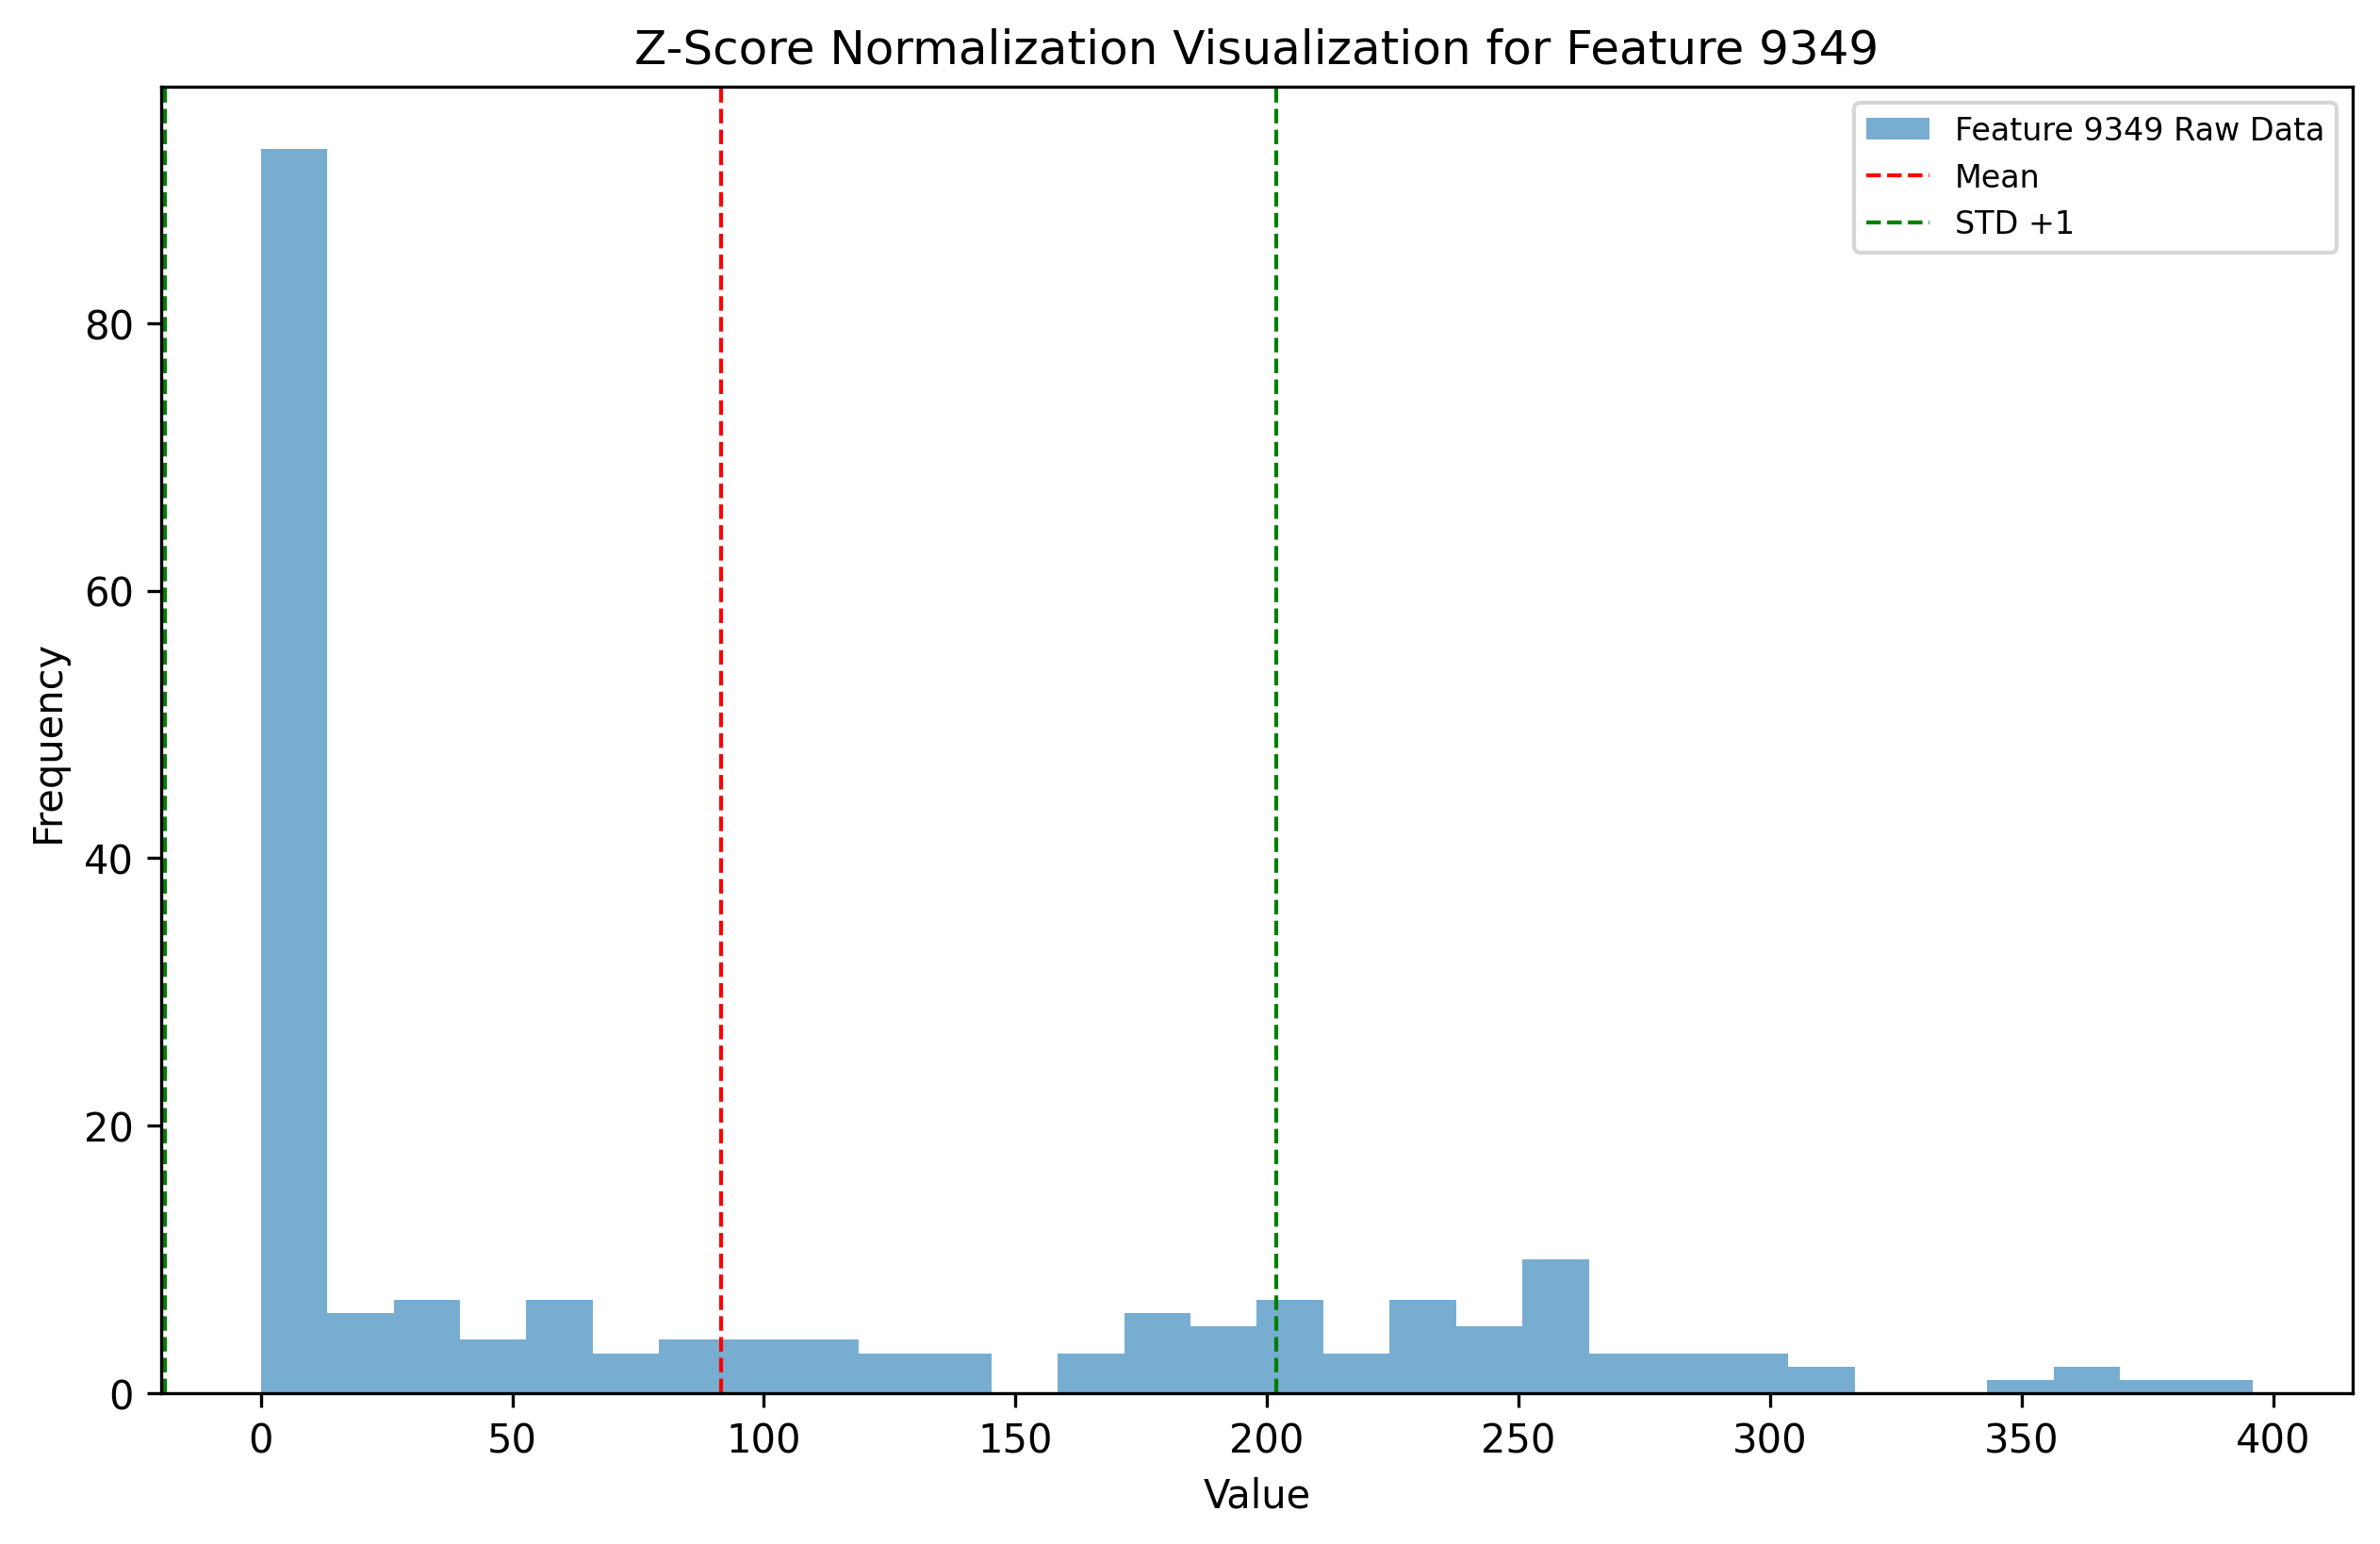 Z-Score Normalization Visualization for Feature 9349
Feature 9349 Raw Data
Mean
STD +1
Frequency
80
60
40
20
0
0 50 100 150 200 250 300 350 400
Value